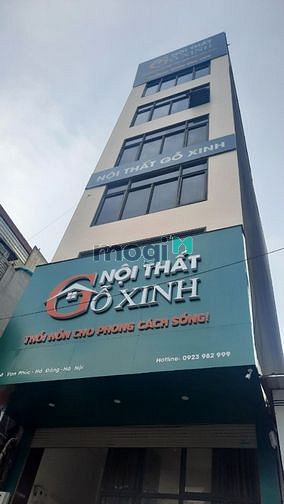 NỘI THẤT
GỖ XINH
NỘI THẤT GỖ XINH
mogi
NỘI THẤT
GỖ XINH
THỔI HỒN CHO PHONG CÁCH SỐNG!
Vạn Phúc - Hà Đông - Hà Nội
Hotline: 0923 982 999